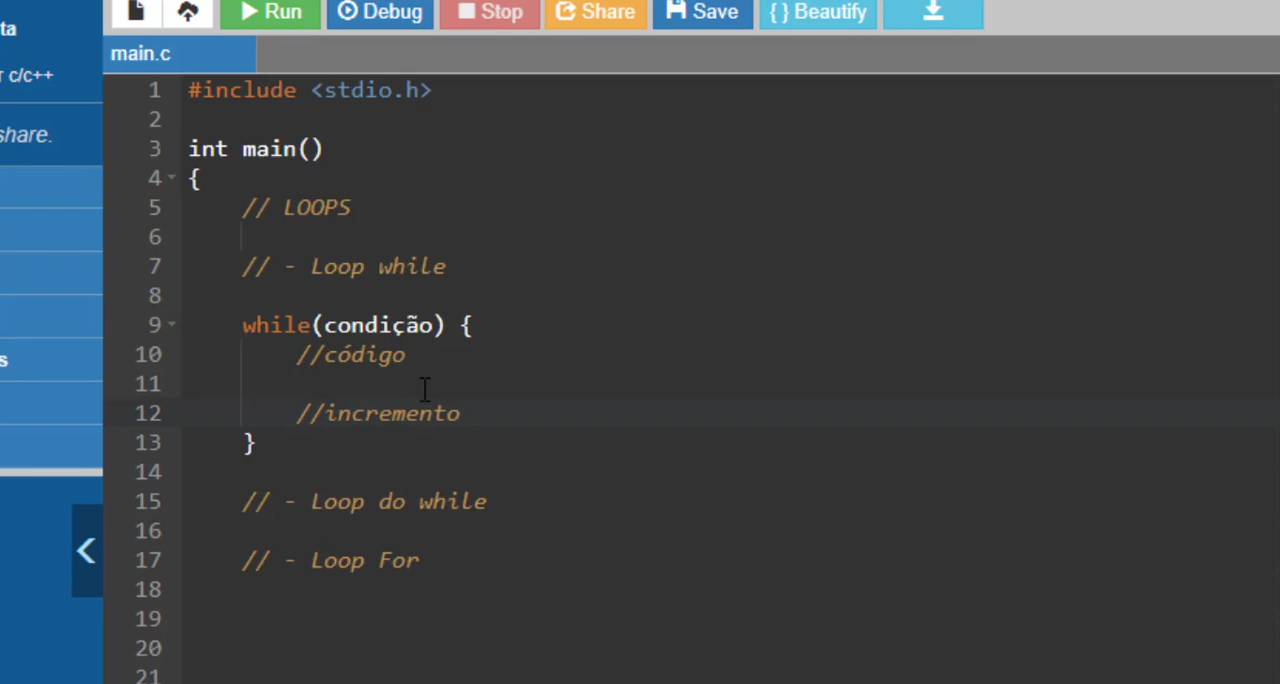 Run Debug Stop Share Save { } Beautify
ta
main.c
r c/c++
share.
s
1 #include <stdio.h>
2
3 int main()
4 {
5 // LOOPS
6
7 // - Loop while
8
9 while(condição) {
10 //código
11
12 //incremento
13 }
14
15 // - Loop do while
16
17 // - Loop For
18
19
20
21